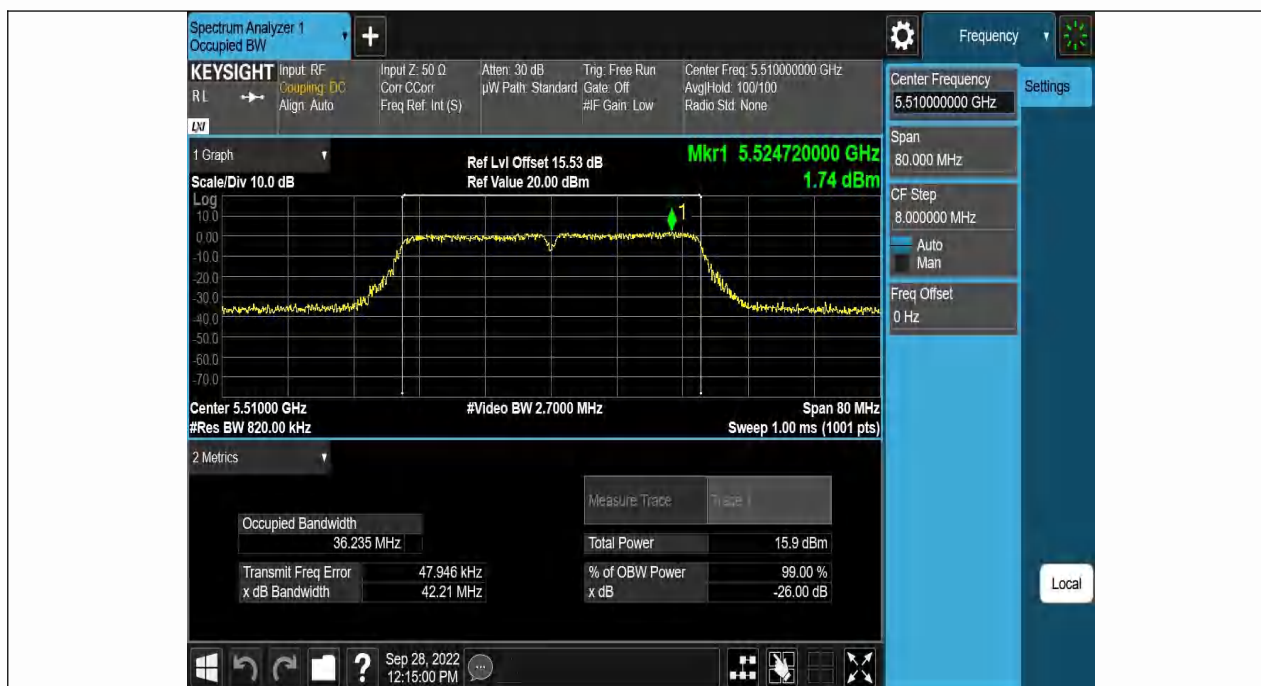 Spectrum Analyzer 1
Occupied BW
+
Frequency
KEYSIGHT
RL
LXI
Input: RF
Coupling: DC
Align: Auto
Input Z: 50 Ω
Corr CCorr
Freq Ref: Int (S)
Atten: 30 dB
µW Path: Standard
Trig: Free Run
Gate: Off
#IF Gain: Low
Center Freq: 5.510000000 GHz
Avg|Hold: 100/100
Radio Std: None
Center Frequency
5.510000000 GHz
Settings
Span
80.000 MHz
CF Step
8.000000 MHz
Auto
Man
Freq Offset
0 Hz
Local
1 Graph
Scale/Div 10.0 dB
Ref Lvl Offset 15.53 dB
Ref Value 20.00 dBm
Mkr1 5.524720000 GHz
1.74 dBm
Log
10.0
0.00
-10.0
-20.0
-30.0
-40.0
-50.0
-60.0
-70.0
1
Center 5.51000 GHz
#Video BW 2.7000 MHz
Span 80 MHz
#Res BW 820.00 kHz
Sweep 1.00 ms (1001 pts)
2 Metrics
Measure Trace Trace 1
Occupied Bandwidth
36.235 MHz
Total Power 15.9 dBm
Transmit Freq Error 47.946 kHz
% of OBW Power 99.00 %
x dB Bandwidth 42.21 MHz
x dB -26.00 dB
?
Sep 28, 2022
12:15:00 PM